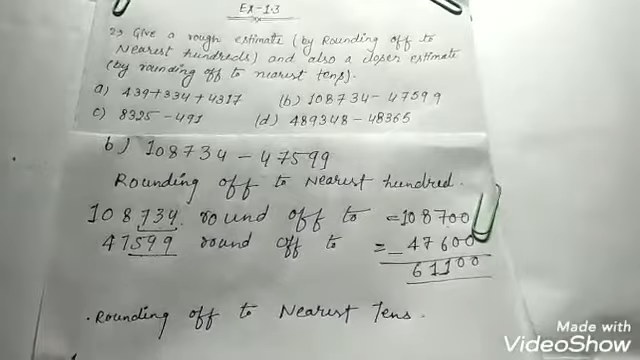 Ex-1.3
2) Give a rough estimate (by Rounding off to
Nearest hundreds) and also a closer estimate
(by rounding off to nearest tens).
a) 439+334+4317 (b) 108734-47599
c) 8325-491 (d) 489348-48365
b) 108734-47599
Rounding off to Nearest hundred.
108734 round off to = 108700
47599 round off to = -47600
61100
.Rounding off to Nearest Tens.
Made with
VideoShow